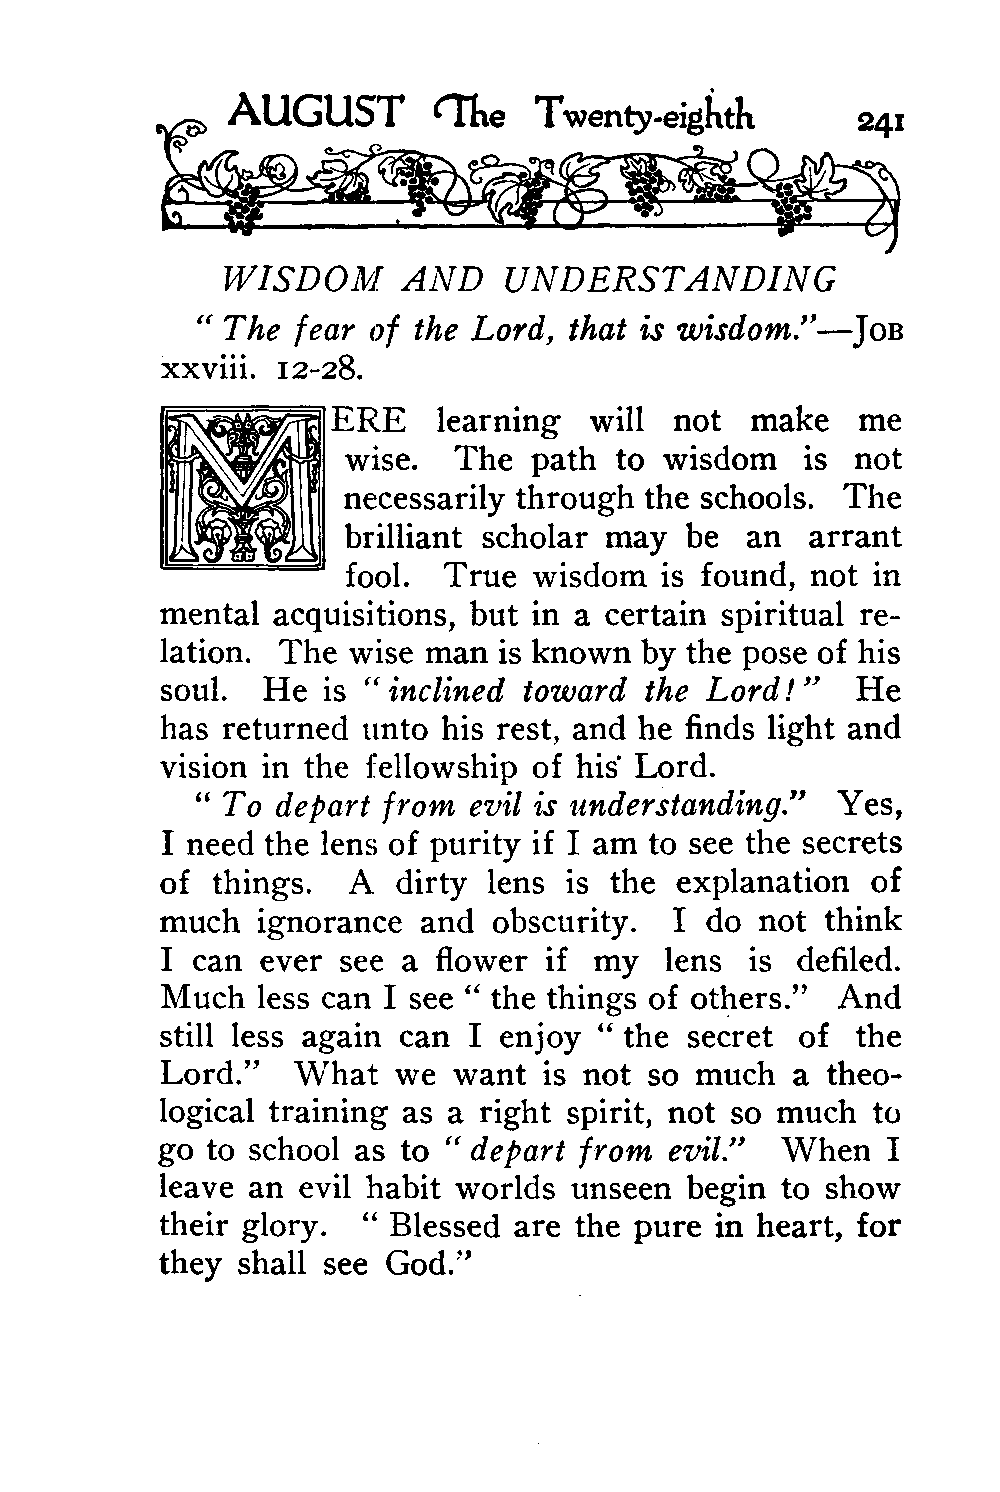 AUGUST The Twenty-eighth 241
WISDOM AND UNDERSTANDING
“ The fear of the Lord, that is wisdom.”—JOB
xxviii. 12-28.
MERE learning will not make me
wise. The path to wisdom is not
necessarily through the schools. The
brilliant scholar may be an arrant
fool. True wisdom is found, not in
mental acquisitions, but in a certain spiritual re-
lation. The wise man is known by the pose of his
soul. He is “ inclined toward the Lord! ” He
has returned unto his rest, and he finds light and
vision in the fellowship of his Lord.
“ To depart from evil is understanding.” Yes,
I need the lens of purity if I am to see the secrets
of things. A dirty lens is the explanation of
much ignorance and obscurity. I do not think
I can ever see a flower if my lens is defiled.
Much less can I see “ the things of others.” And
still less again can I enjoy “ the secret of the
Lord.” What we want is not so much a theo-
logical training as a right spirit, not so much to
go to school as to “ depart from evil.” When I
leave an evil habit worlds unseen begin to show
their glory. “ Blessed are the pure in heart, for
they shall see God.”